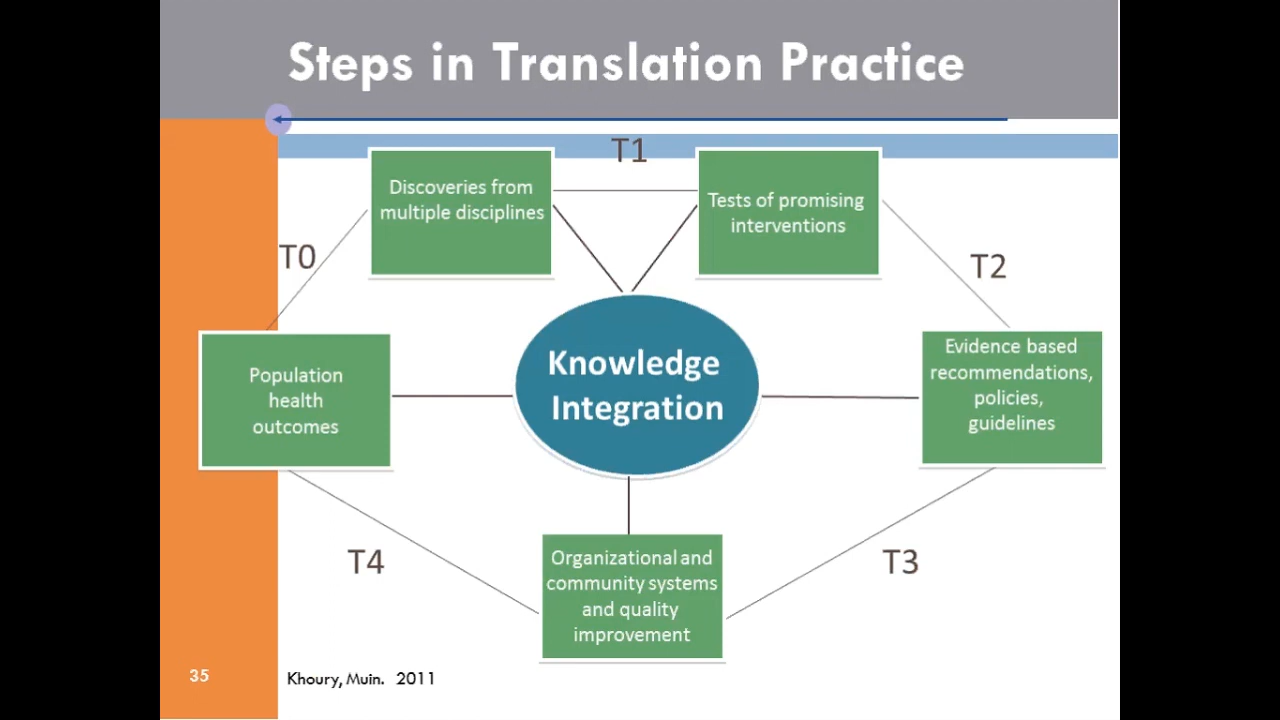 Steps in Translation Practice
T1
Discoveries from
multiple disciplines
Tests of promising
interventions
T0
T2
Knowledge
Integration
Population
health
outcomes
Evidence based
recommendations,
policies,
guidelines
T4
Organizational and
community systems
and quality
improvement
T3
35
Khoury, Muin. 2011